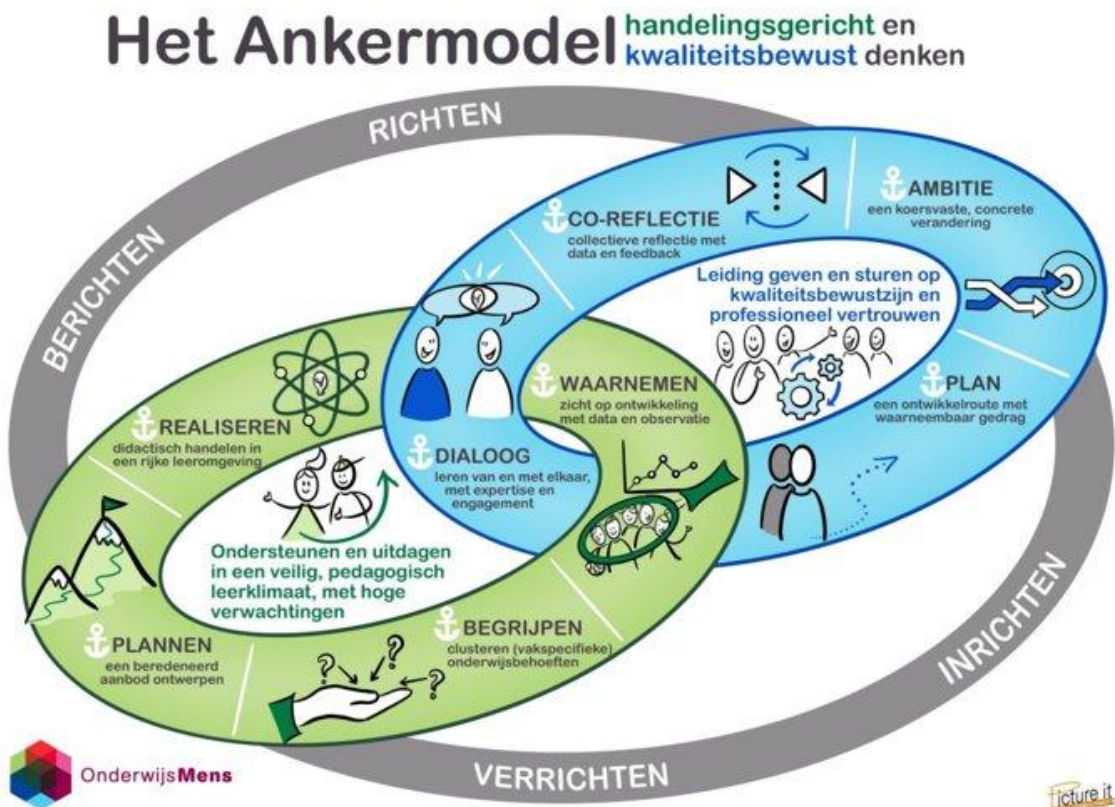 Het Ankermodel
handelingsgericht en
kwaliteitsbewust denken
RICHTEN
BERICHTEN
INRICHTEN
VERRICHTEN
CO-REFLECTIE
collectieve reflectie met
data en feedback
AMBITIE
een koersvaste, concrete
verandering
Leiding geven en sturen op
kwaliteitsbewustzijn en
professioneel vertrouwen
PLAN
een ontwikkelroute met
waarneembaar gedrag
DIALOOG
leren van en met elkaar,
met expertise en
engagement
WAARNEMEN
zicht op ontwikkeling
met data en observatie
REALISEREN
didactisch handelen in
een rijke leeromgeving
Ondersteunen en uitdagen
in een veilig, pedagogisch
leerklimaat, met hoge
verwachtingen
BEGRIJPEN
clusteren (vakspecifieke)
onderwijsbehoeften
? ? ?
PLANNEN
een beredeneerd
aanbod ontwerpen
OnderwijsMens
Picture it